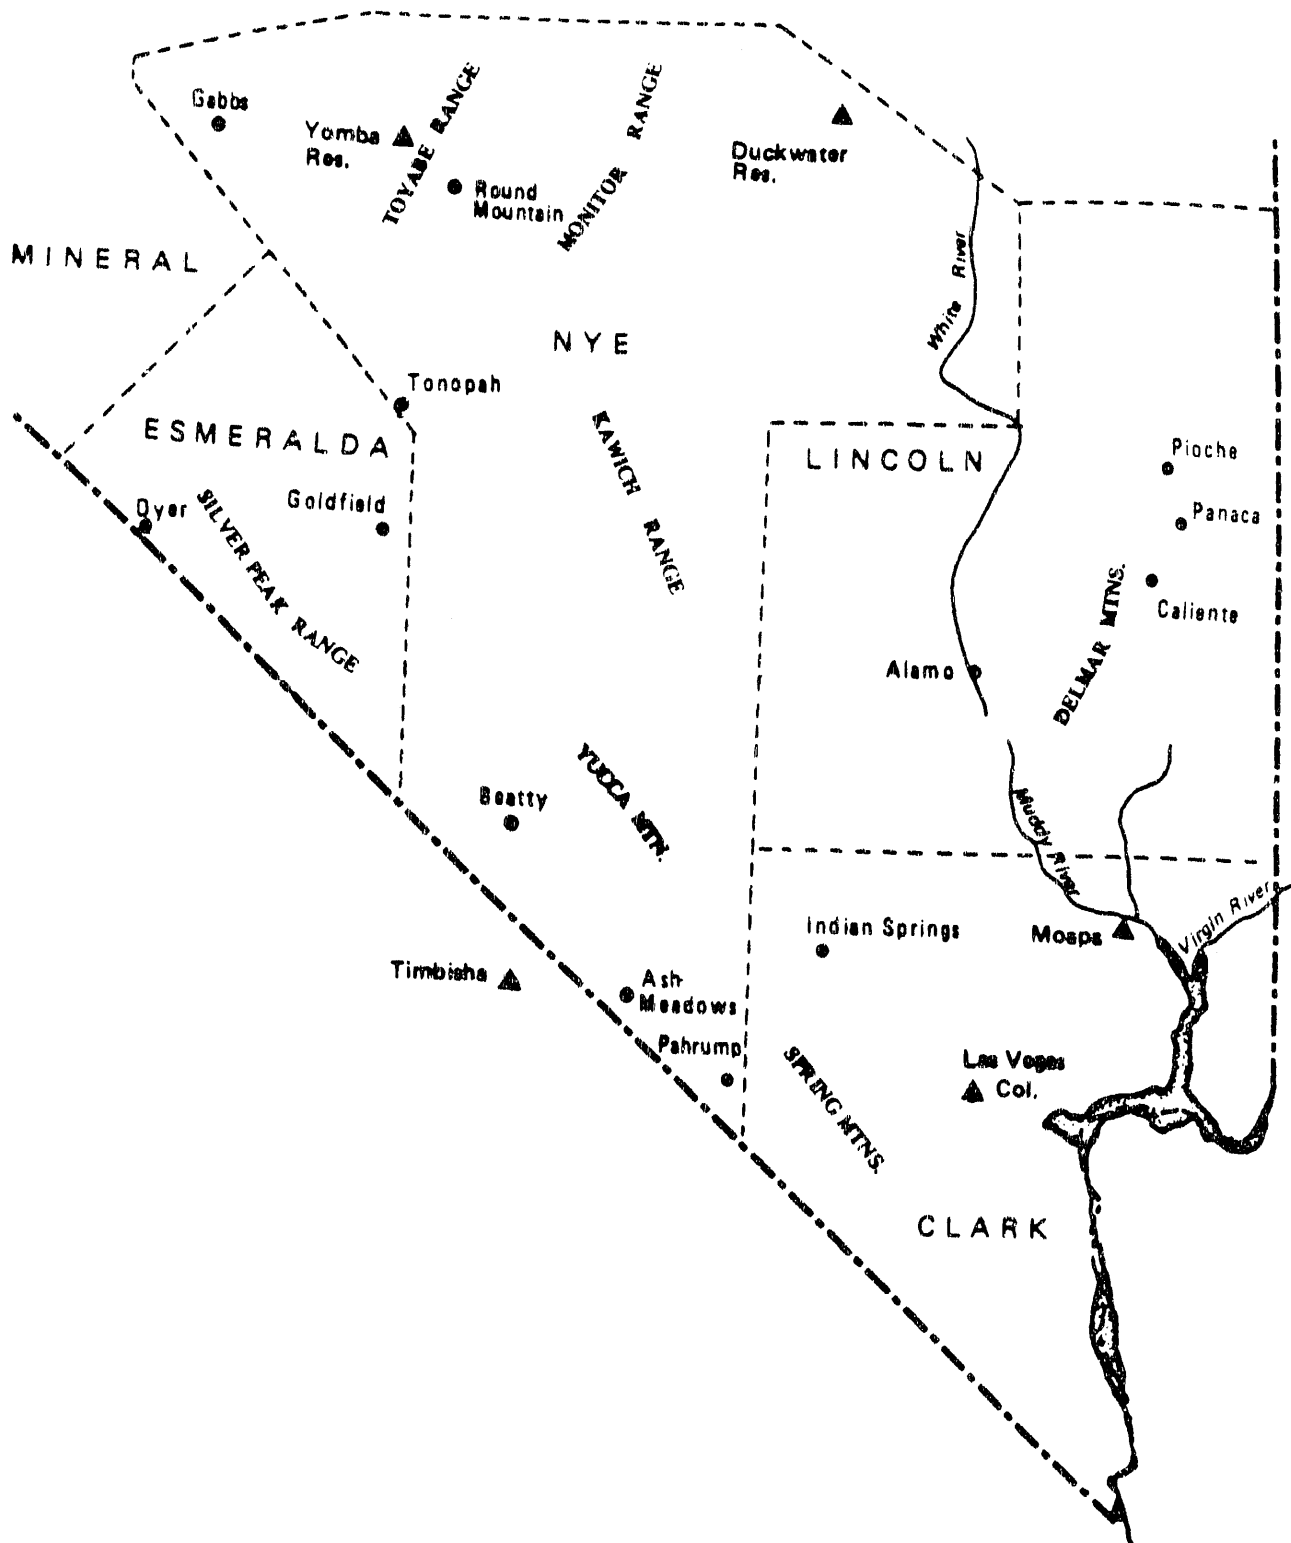 Gabbs
Yomba
Res.
TOYABE RANGE
MONITOR RANGE
Round
Mountain
Duckwater
Res.
White River
MINERAL
NYE
Tonopah
ESMERALDA
LINCOLN
KAWICH RANGE
Pioche
Goldfield
Dyer
SILVER PEAK RANGE
Panaca
Caliente
DELMAR MTNS.
Alamo
YUCCA MTN.
Beatty
Muddy River
Virgin River
Indian Springs
Moapa
Timbisha
Ash
Meadows
Pahrump
SPRING MTNS.
Las Vegas
Col.
CLARK